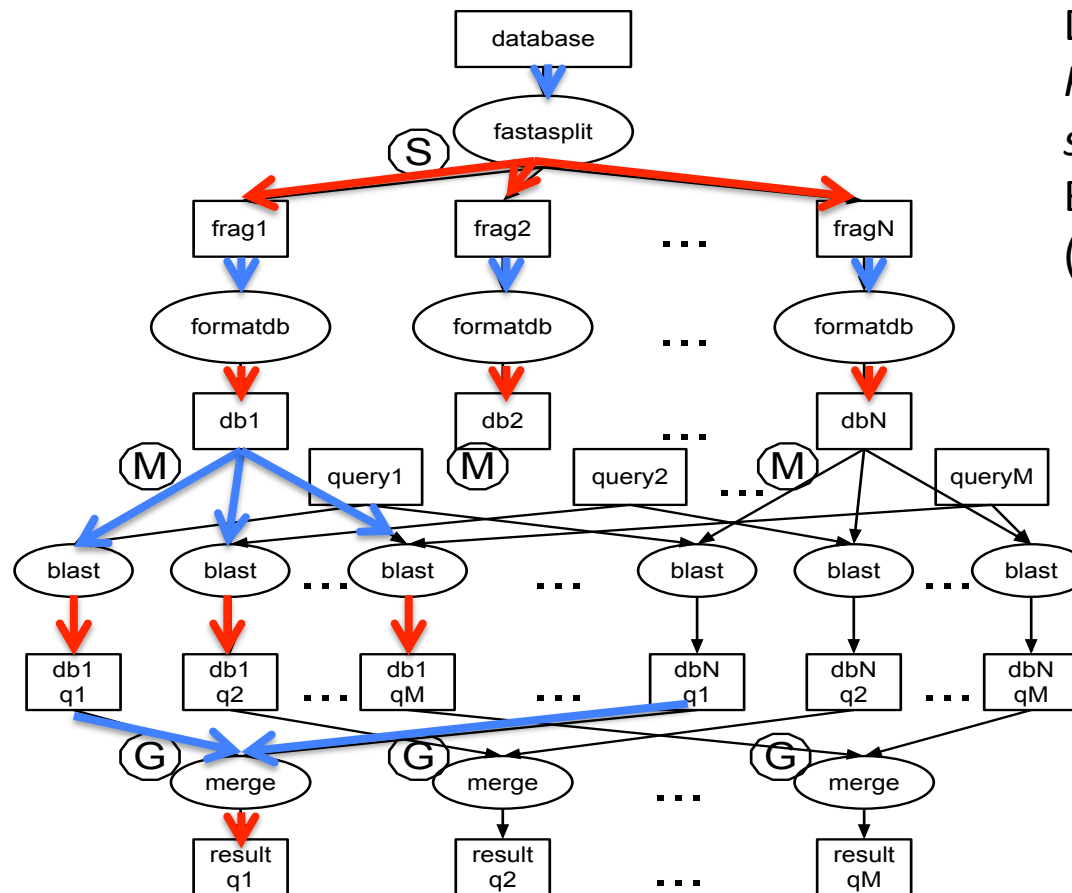 database
fastasplit
S
frag1
frag2
...
fragN
formatdb
formatdb
...
formatdb
db1
db2
...
dbN
M
M
M
query1
query2
...
queryM
blast
blast
...
blast
...
blast
blast
...
blast
db1
q1
db1
q2
...
db1
qM
...
dbN
q1
dbN
q2
...
dbN
qM
G
G
G
merge
merge
...
merge
result
q1
result
q2
...
result
qM
(